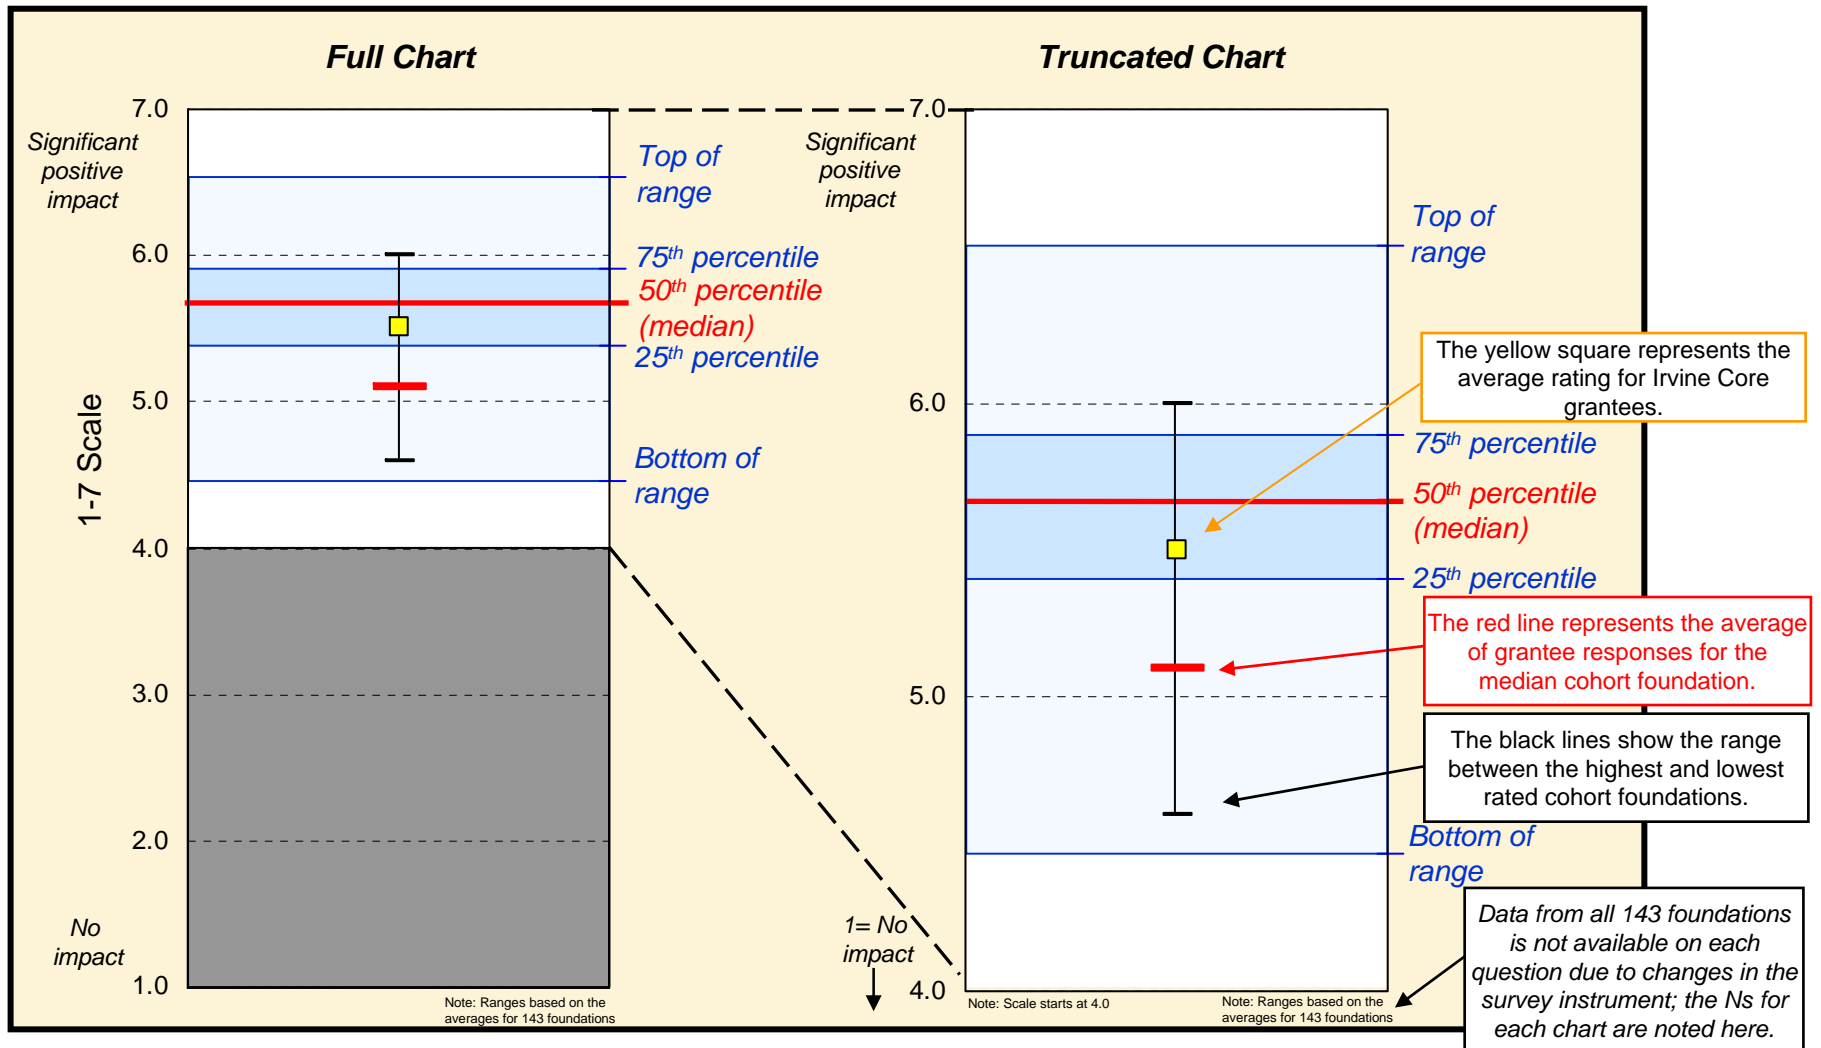 Full Chart
7.0
Significant
positive
impact
6.0
5.0
1-7 Scale
4.0
3.0
2.0
No
impact
1.0
Top of
range
75th percentile
50th percentile
(median)
25th percentile
Bottom of
range
Note: Ranges based on the
averages for 143 foundations
Truncated Chart
7.0
Significant
positive
impact
6.0
5.0
1= No
impact
4.0
Note: Scale starts at 4.0
Note: Ranges based on the
averages for 143 foundations
Top of
range
75th percentile
50th percentile
(median)
25th percentile
Bottom of
range
The yellow square represents the
average rating for Irvine Core
grantees.
The red line represents the average
of grantee responses for the
median cohort foundation.
The black lines show the range
between the highest and lowest
rated cohort foundations.
Data from all 143 foundations
is not available on each
question due to changes in the
survey instrument; the Ns for
each chart are noted here.